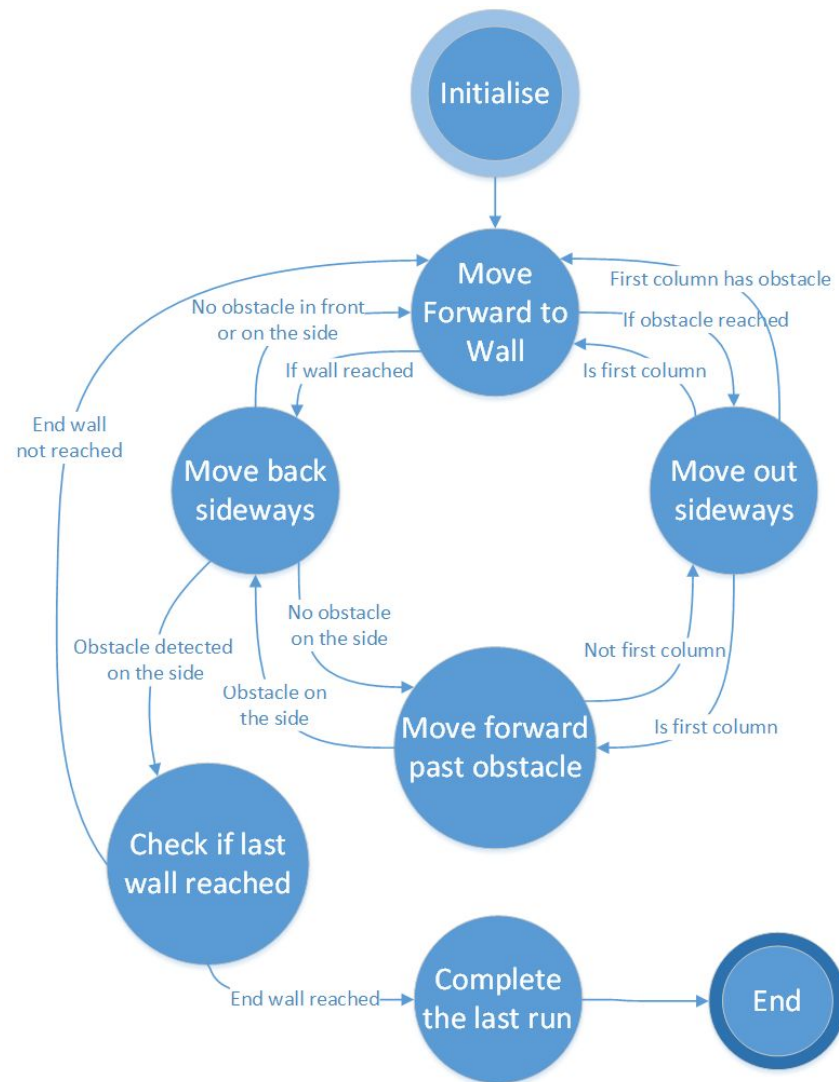 Initialise
Move
Forward to
Wall
First column has obstacle
No obstacle in front
or on the side
If obstacle reached
If wall reached
Is first column
End wall
not reached
Move back
sideways
Move out
sideways
No obstacle
on the side
Obstacle detected
on the side
Obstacle on
the side
Not first column
Is first column
Move forward
past obstacle
Check if last
wall reached
End wall reached
Complete
the last run
End